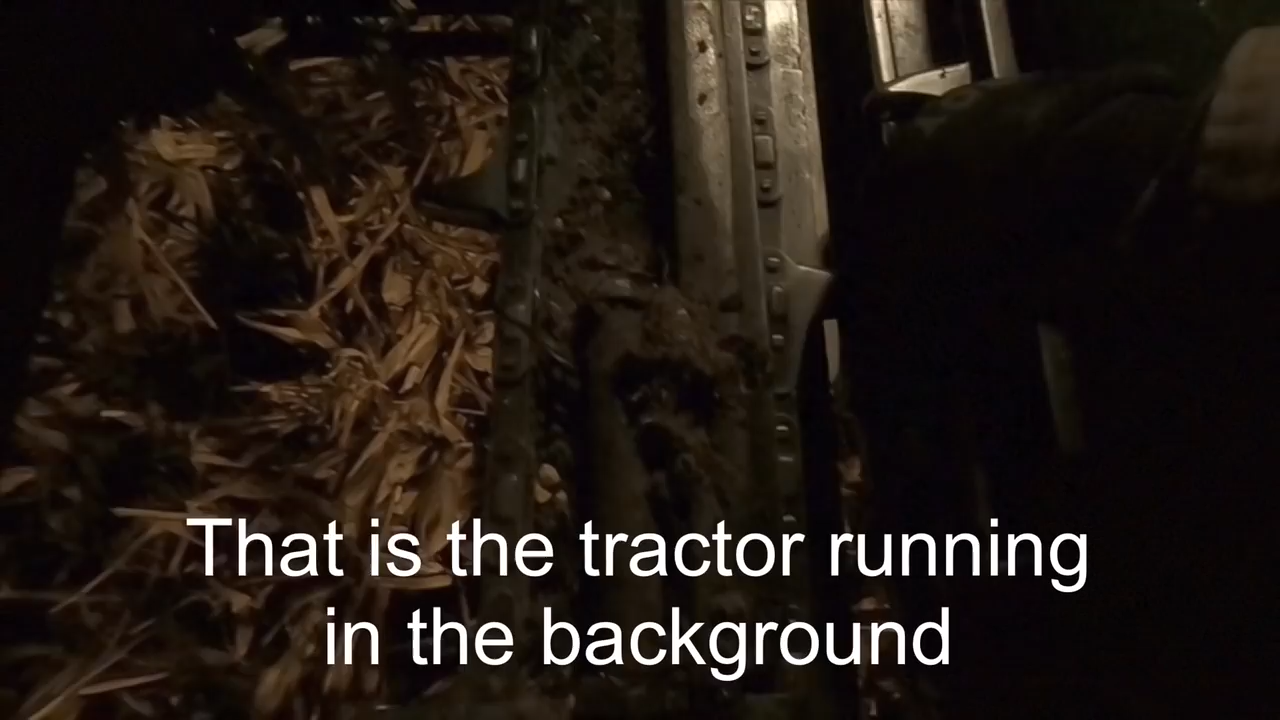 That is the tractor running
in the background